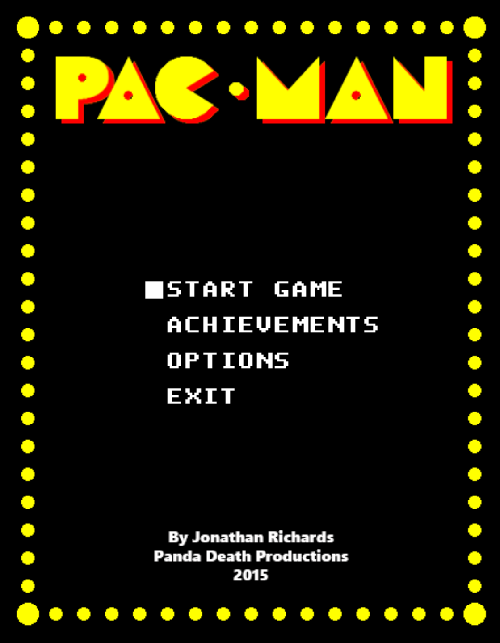 PAC-MAN
START GAME
ACHIEVEMENTS
OPTIONS
EXIT
By Jonathan Richards
Panda Death Productions
2015